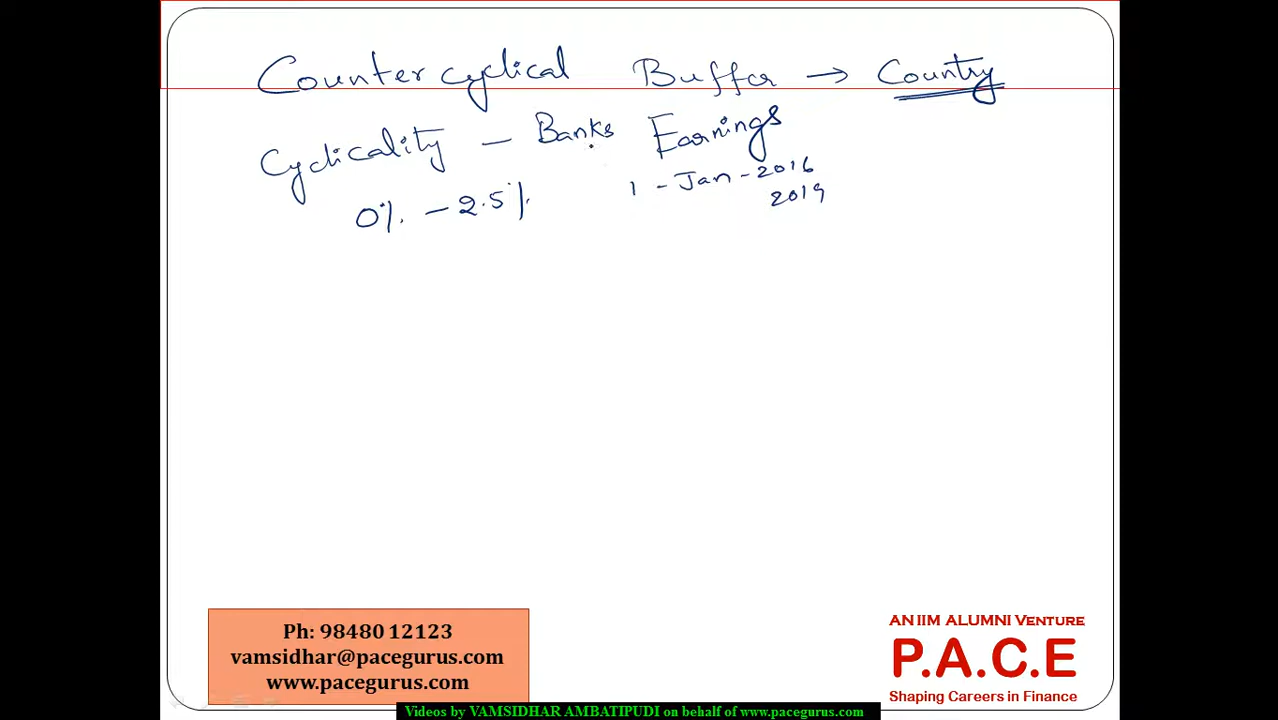 Countercyclical Buffer → Country
Cyclicality - Banks Earnings
0% - 2.5% 1 - Jan - 2016
2019
Ph: 98480 12123
vamsidhar@pacegurus.com
www.pacegurus.com
AN IIM ALUMNI VENTURE
P.A.C.E
Shaping Careers in Finance
Videos by VAMSIDHAR AMBATIPUDI on behalf of www.pacegurus.com